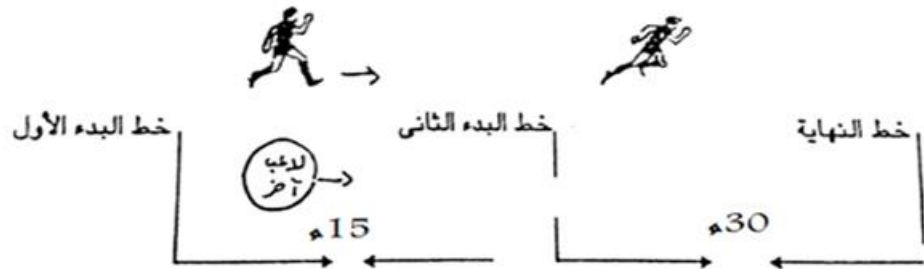 خط البدء الأول
خط البدء الثانى
خط النهاية
لاعب
آخر
15م
30م